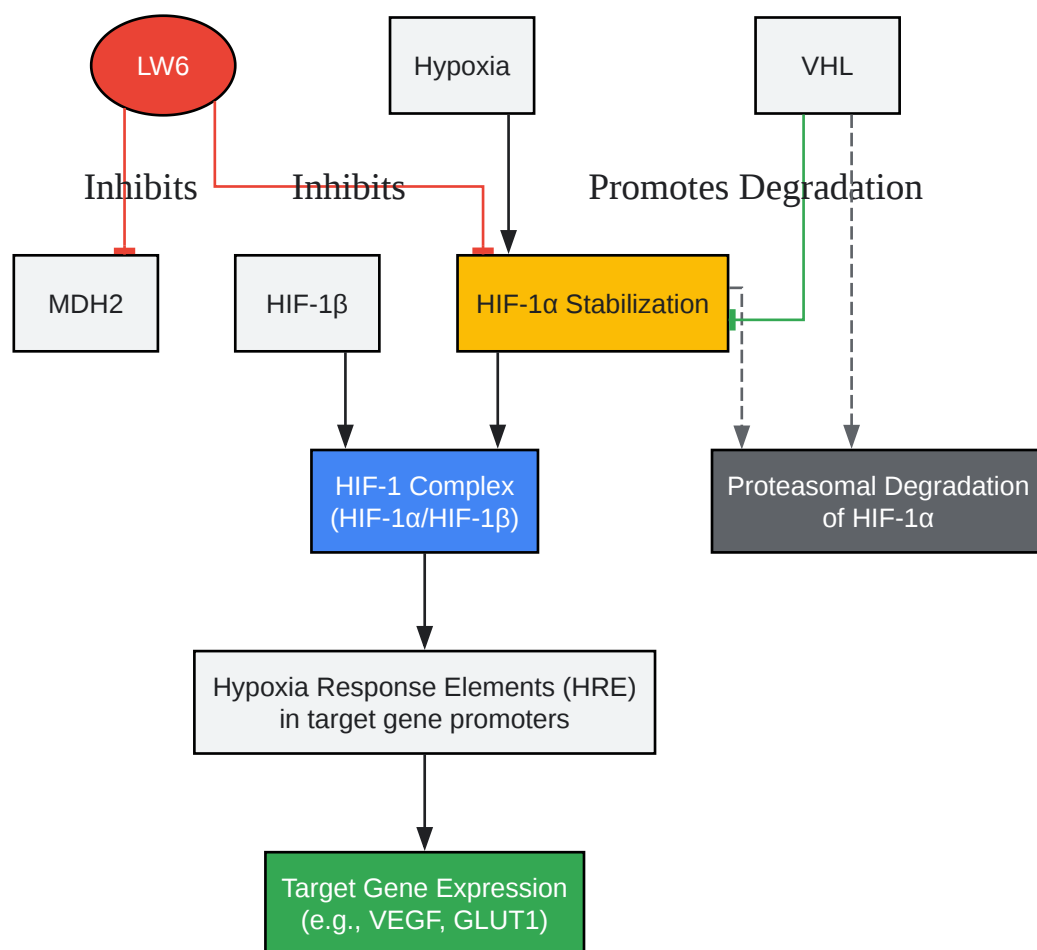 LW6
Hypoxia
VHL
Inhibits
Inhibits
Promotes Degradation
MDH2
HIF-1β
HIF-1α Stabilization
HIF-1 Complex
(HIF-1α/HIF-1β)
Proteasomal Degradation
of HIF-1α
Hypoxia Response Elements (HRE)
in target gene promoters
Target Gene Expression
(e.g., VEGF, GLUT1)